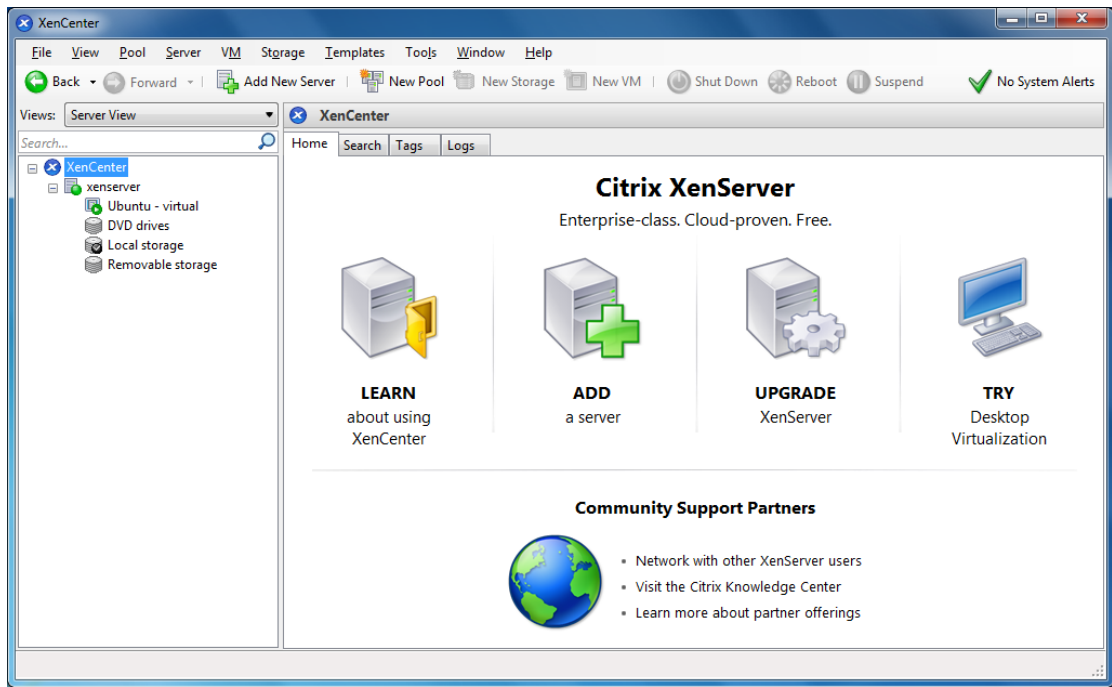 XenCenter
File View Pool Server VM Storage Templates Tools Window Help
Back Forward Add New Server New Pool New Storage New VM Shut Down Reboot Suspend No System Alerts
Views: Server View
XenCenter
Search...
Home Search Tags Logs
XenCenter
xenserver
Ubuntu - virtual
DVD drives
Local storage
Removable storage
Citrix XenServer
Enterprise-class. Cloud-proven. Free.
LEARN
about using
XenCenter
ADD
a server
UPGRADE
XenServer
TRY
Desktop
Virtualization
Community Support Partners
Network with other XenServer users
Visit the Citrix Knowledge Center
Learn more about partner offerings